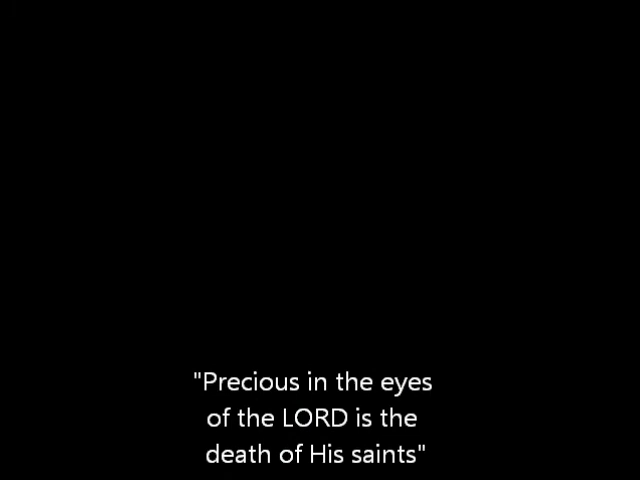 "Precious in the eyes
of the LORD is the
death of His saints"